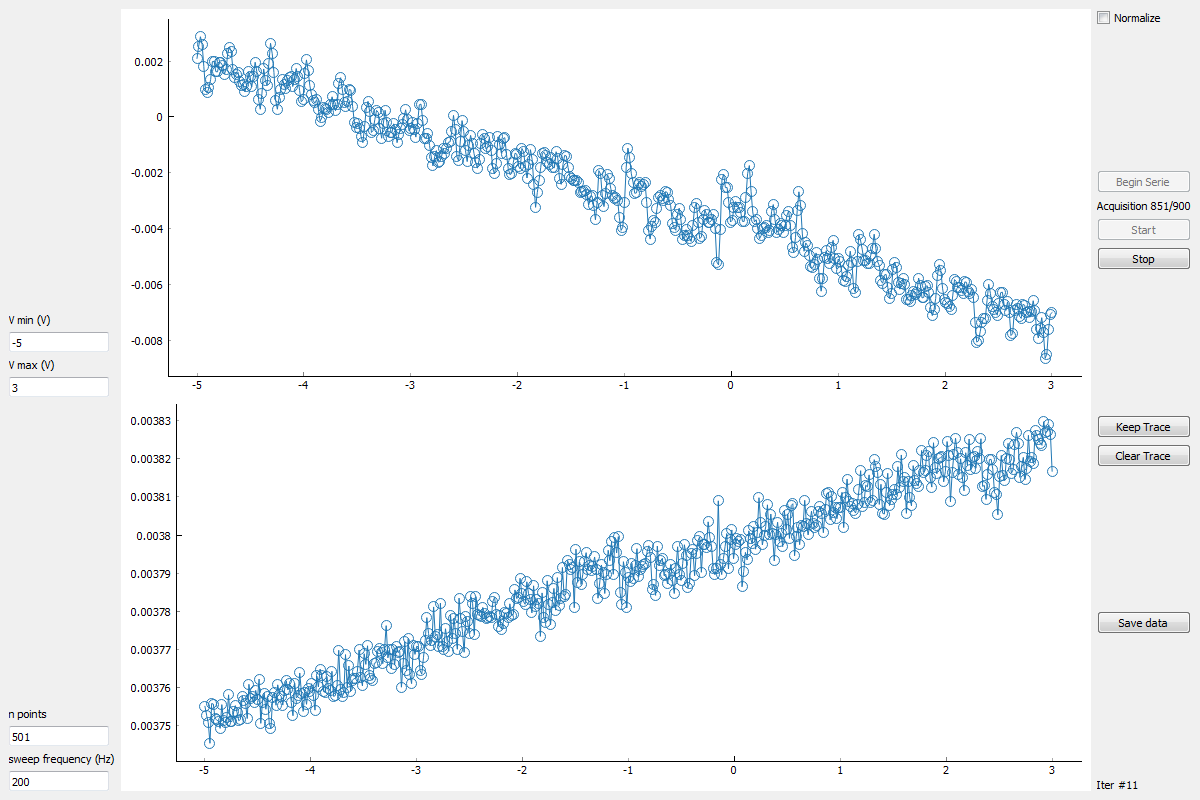 Normalize
0.002
0
-0.002
-0.004
-0.006
-0.008
-5 -4 -3 -2 -1 0 1 2 3
Begin Serie
Acquisition 851/900
Start
Stop
V min (V)
-5
V max (V)
3
0.00383
0.00382
0.00381
0.0038
0.00379
0.00378
0.00377
0.00376
0.00375
-5 -4 -3 -2 -1 0 1 2 3
Keep Trace
Clear Trace
Save data
n points
501
sweep frequency (Hz)
200
Iter #11